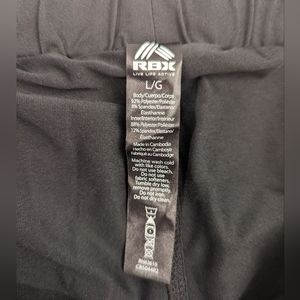 RBX
LIVE LIFE ACTIVE
L/G
Body/Cuerpo/Corps
92% Polyester/Poliéster
8% Spandex/Elastano/
Elasthanne
Inner/Interior/Intérieur
88% Polyester/Poliéster
12% Spandex/Elastano/
Elasthanne
Made in Cambodia
Hecho en Camboya
Fabriqué au Cambodge
Machine wash cold
with like colors.
Do not use bleach.
Do not use
fabric softeners.
Tumble dry low,
remove promptly.
Do not iron.
Do not dry clean.